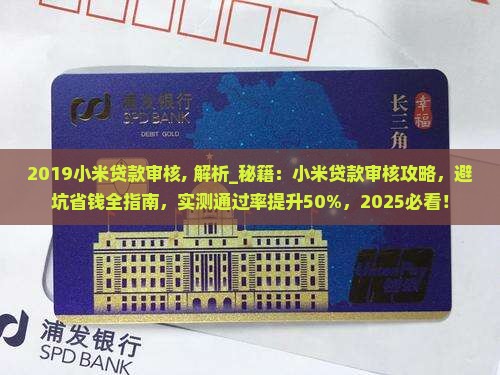 浦发银行
SPD BANK
DEBIT GOLD
长三角
幸福
2019小米贷款审核, 解析_秘籍：小米贷款审核攻略，避
坑省钱全指南，实测通过率提升50%，2025必看！
UnionPay
银联
浦发银行
SPD BANK